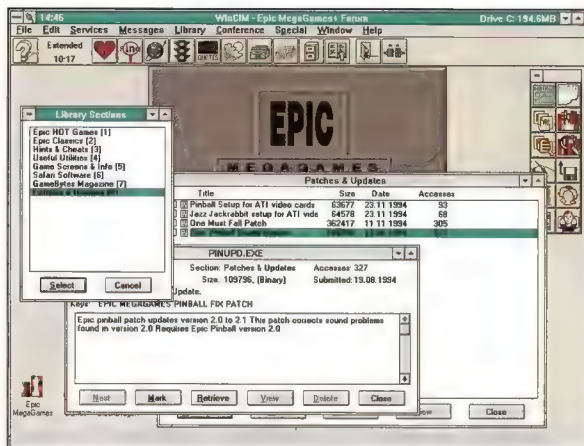 14:46
WinCIM - Epic MegaGames+ Forum
Drive C: 194.6MB
File Edit Services Messages Library Conference Special Window Help
Extended
10:17
QUOTES
EPIC
MEGAGAMES
Library Sections
Epic HOT Games [1]
Epic Classics [2]
Hints & Cheats [3]
Useful Utilities [4]
Game Screens & Info [5]
Safari Software [6]
GameBytes Magazine [7]
Select Cancel
Patches & Updates
Title Size Date Accesses
Pinball Setup for ATI video cards 63677 23.11 1994 93
Jazz Jackrabbit setup for ATI vide 64578 23.11 1994 68
One Must Fall Patch 362417 11 11 1994 305
PINUPD.EXE
Section: Patches & Updates Accesses 327
Size. 109796, (Binary) Submitted: 19.08.1994
Update.
Keys: EPIC MEGAGAMES PINBALL FIX PATCH
Epic pinball patch updates version 2.0 to 2.1 This patch corrects sound problems
found in version 2.0 Requires Epic Pinball version 2.0
Next Mark Retrieve View Delete Close
Close
Epic
MegaGames